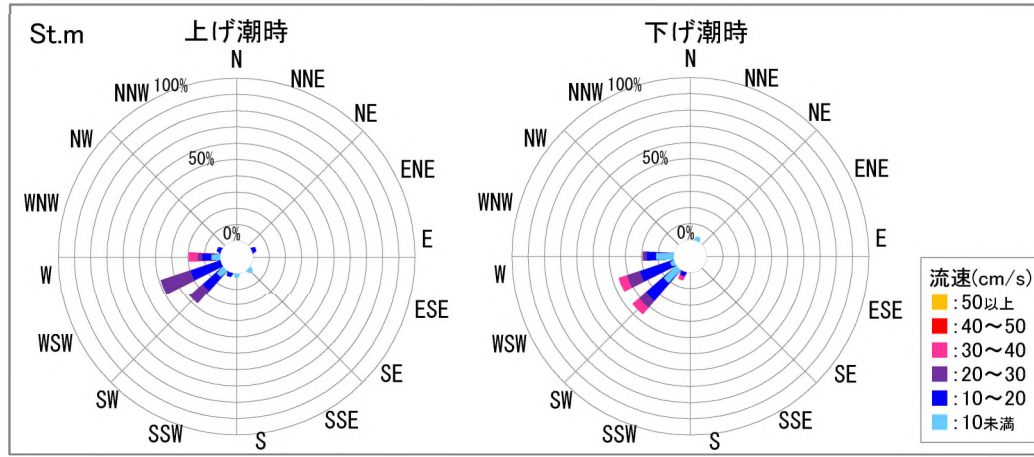 St.m
上げ潮時
N
NNE
NE
ENE
E
ESE
SE
SSE
S
SSW
SW
WSW
W
WNW
NW
NNW
100%
50%
0%
下げ潮時
N
NNE
NE
ENE
E
ESE
SE
SSE
S
SSW
SW
WSW
W
WNW
NW
NNW
100%
50%
0%
流速(cm/s)
:50以上
:40～50
:30～40
:20～30
:10～20
:10未満